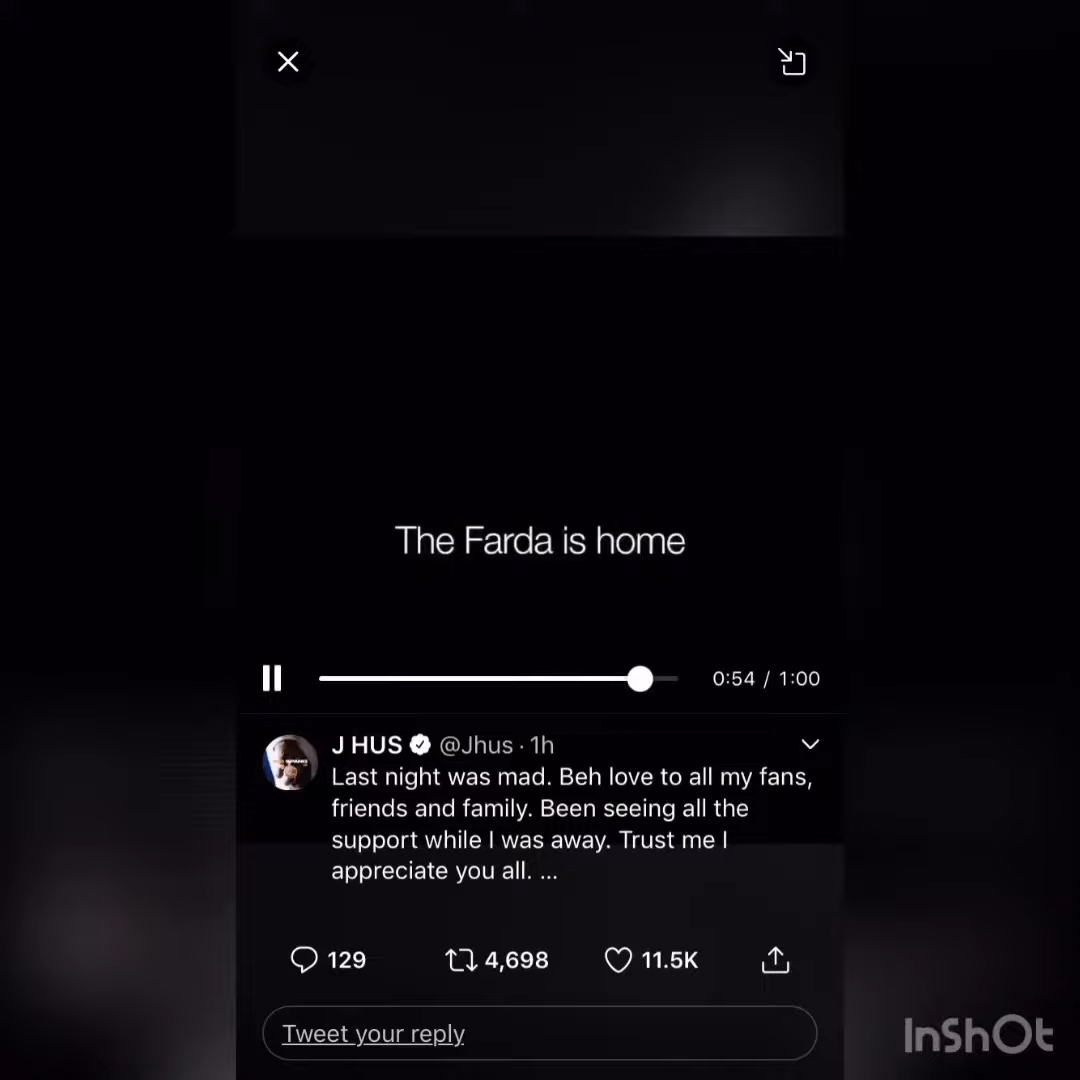 The Farda is home
0:54 / 1:00
J HUS @Jhus · 1h
Last night was mad. Beh love to all my fans,
friends and family. Been seeing all the
support while I was away. Trust me I
appreciate you all. ...
129 4,698 11.5K
Tweet your reply
InShOt